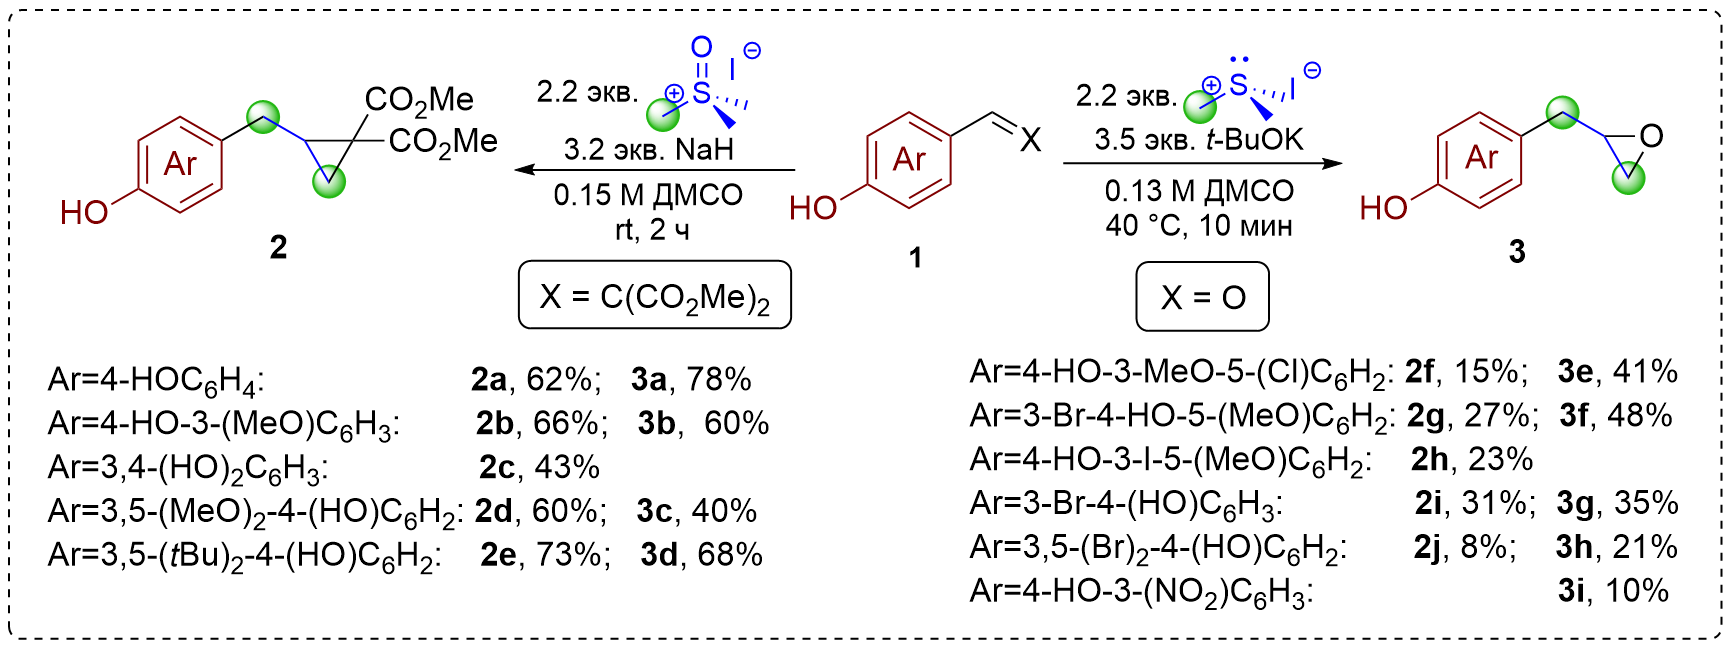 CO₂Me
CO₂Me
Ar
HO
2
2.2 экв.
O
S
⊕
I
⊖
3.2 экв. NaH
0.15 М ДМСО
rt, 2 ч
X = C(CO₂Me)₂
X
Ar
HO
1
2.2 экв.
S
⊕
I
⊖
3.5 экв. t-BuOK
0.13 М ДМСО
40 °C, 10 мин
X = O
O
Ar
HO
3
Ar=4-HOC₆H₄: 2a, 62%; 3a, 78%
Ar=4-HO-3-(MeO)C₆H₃: 2b, 66%; 3b, 60%
Ar=3,4-(HO)₂C₆H₃: 2c, 43%
Ar=3,5-(MeO)₂-4-(HO)C₆H₂: 2d, 60%; 3c, 40%
Ar=3,5-(tBu)₂-4-(HO)C₆H₂: 2e, 73%; 3d, 68%
Ar=4-HO-3-MeO-5-(Cl)C₆H₂: 2f, 15%; 3e, 41%
Ar=3-Br-4-HO-5-(MeO)C₆H₂: 2g, 27%; 3f, 48%
Ar=4-HO-3-I-5-(MeO)C₆H₂: 2h, 23%
Ar=3-Br-4-(HO)C₆H₃: 2i, 31%; 3g, 35%
Ar=3,5-(Br)₂-4-(HO)C₆H₂: 2j, 8%; 3h, 21%
Ar=4-HO-3-(NO₂)C₆H₃: 3i, 10%